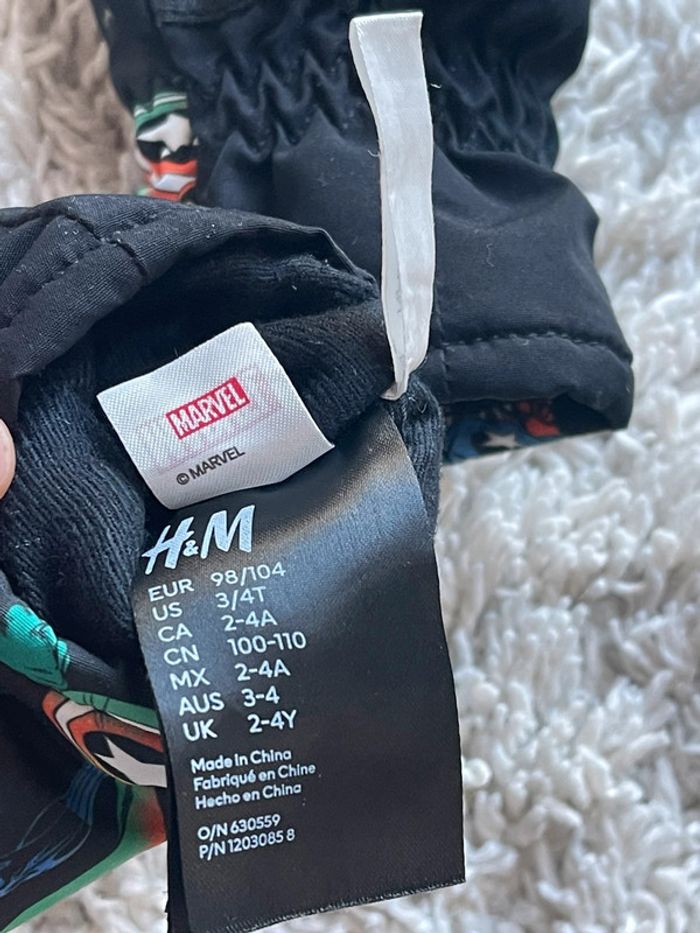 MARVEL
© MARVEL
H&M
EUR 98/104
US 3/4T
CA 2-4A
CN 100-110
MX 2-4A
AUS 3-4
UK 2-4Y
Made in China
Fabriqué en Chine
Hecho en China
O/N 630559
P/N 1203085 8